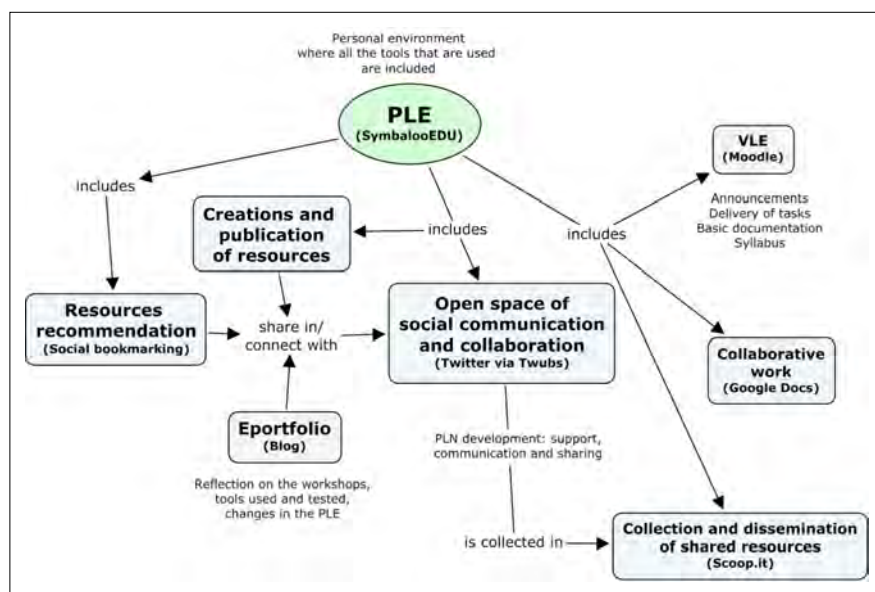 Personal environment
where all the tools that are used
are included
PLE
(SymbalooEDU)
VLE
(Moodle)
includes
Announcements
Delivery of tasks
Basic documentation
Syllabus
Creations and
publication
of resources
includes
includes
Resources
recommendation
(Social bookmarking)
share in/
connect with
Open space of
social communication
and collaboration
(Twitter via Twubs)
Collaborative
work
(Google Docs)
Eportfolio
(Blog)
PLN development: support,
communication and sharing
Reflection on the workshops,
tools used and tested,
changes in the PLE
is collected in
Collection and dissemination
of shared resources
(Scoop.it)